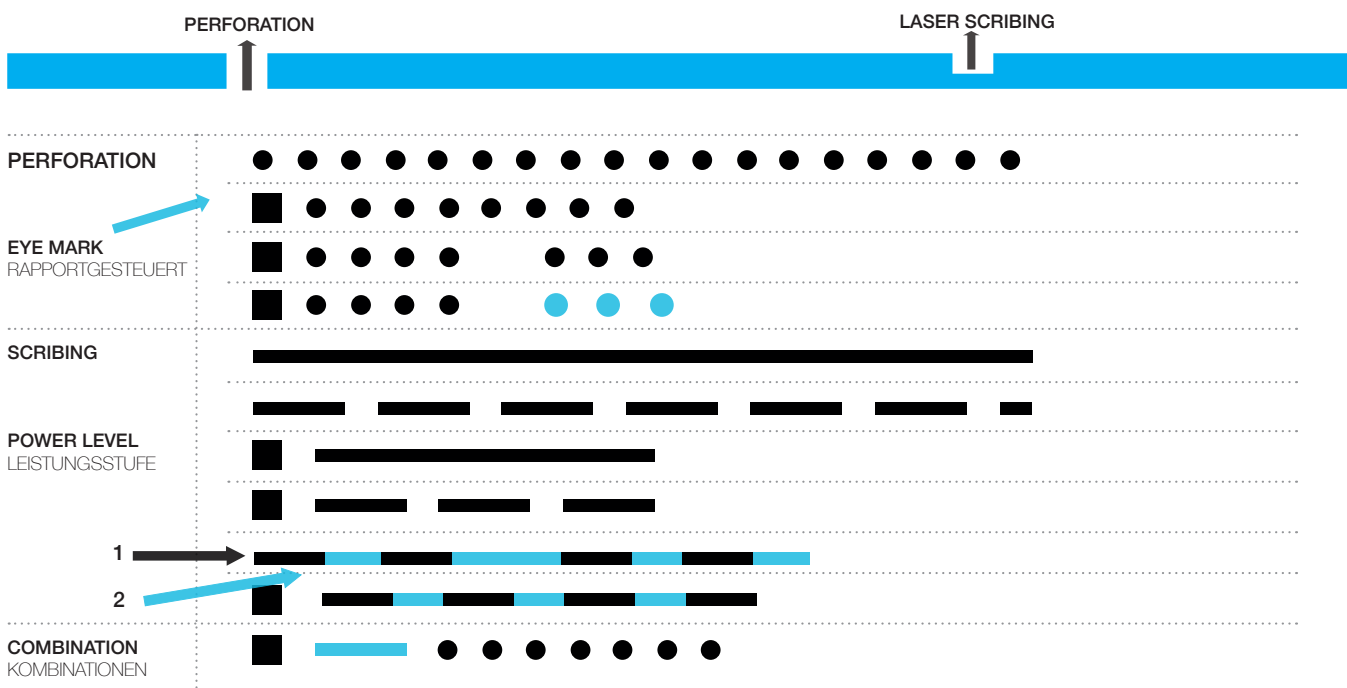 PERFORATION
LASER SCRIBING
PERFORATION
EYE MARK
RAPPORTGESTEUERT
SCRIBING
POWER LEVEL
LEISTUNGSSTUFE
1
2
COMBINATION
KOMBINATIONEN